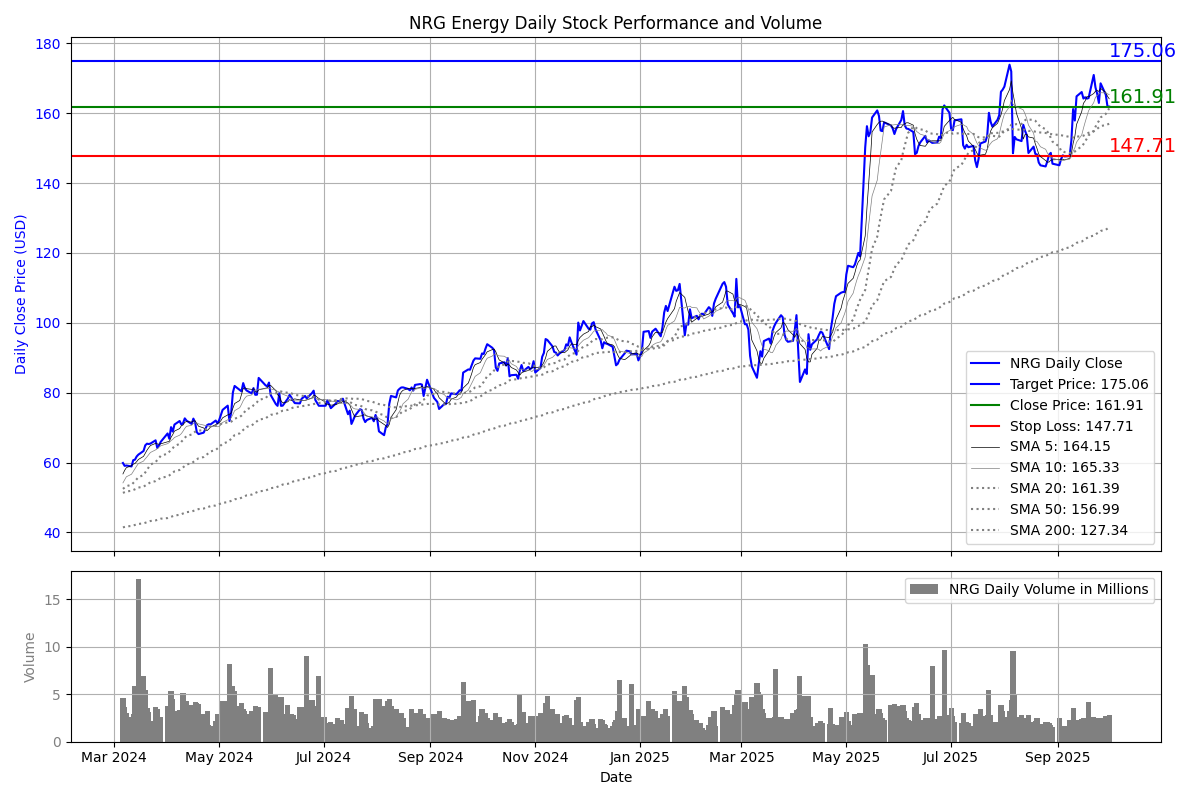 NRG Energy Daily Stock Performance and Volume
180
160
140
120
100
80
60
40
Daily Close Price (USD)
175.06
161.91
147.71
NRG Daily Close
Target Price: 175.06
Close Price: 161.91
Stop Loss: 147.71
SMA 5: 164.15
SMA 10: 165.33
SMA 20: 161.39
SMA 50: 156.99
SMA 200: 127.34
15
10
5
0
Volume
NRG Daily Volume in Millions
Mar 2024 May 2024 Jul 2024 Sep 2024 Nov 2024 Jan 2025 Mar 2025 May 2025 Jul 2025 Sep 2025
Date